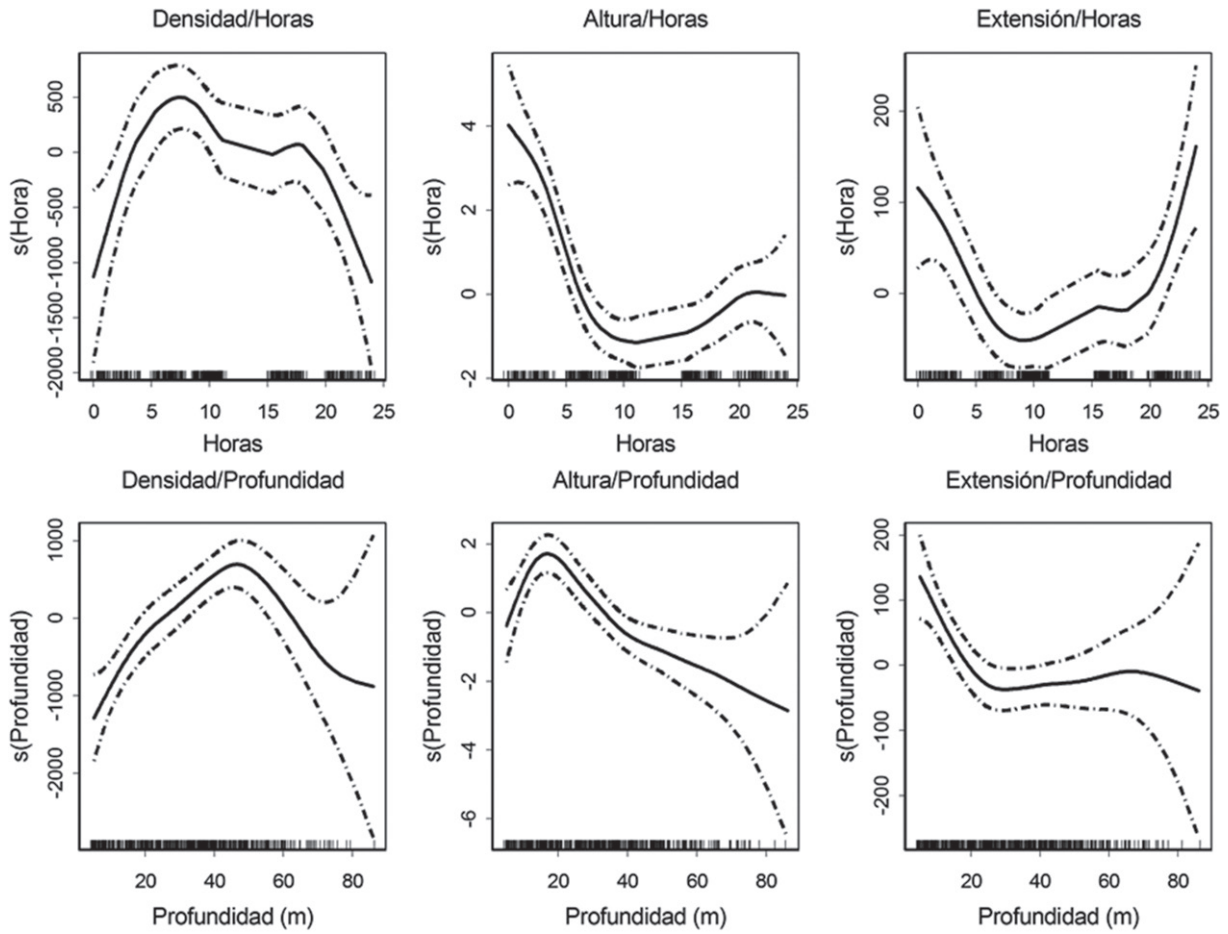 Densidad/Horas
s(Hora)
500
0
-500
-1000
-1500
-2000
0 5 10 15 20 25
Horas
Altura/Horas
s(Hora)
4
2
0
-2
0 5 10 15 20 25
Horas
Extensión/Horas
s(Hora)
200
100
0
0 5 10 15 20 25
Horas
Densidad/Profundidad
s(Profundidad)
1000
0
-1000
-2000
20 40 60 80
Profundidad (m)
Altura/Profundidad
s(Profundidad)
2
0
-2
-4
-6
20 40 60 80
Profundidad (m)
Extensión/Profundidad
s(Profundidad)
200
100
0
-100
-200
20 40 60 80
Profundidad (m)